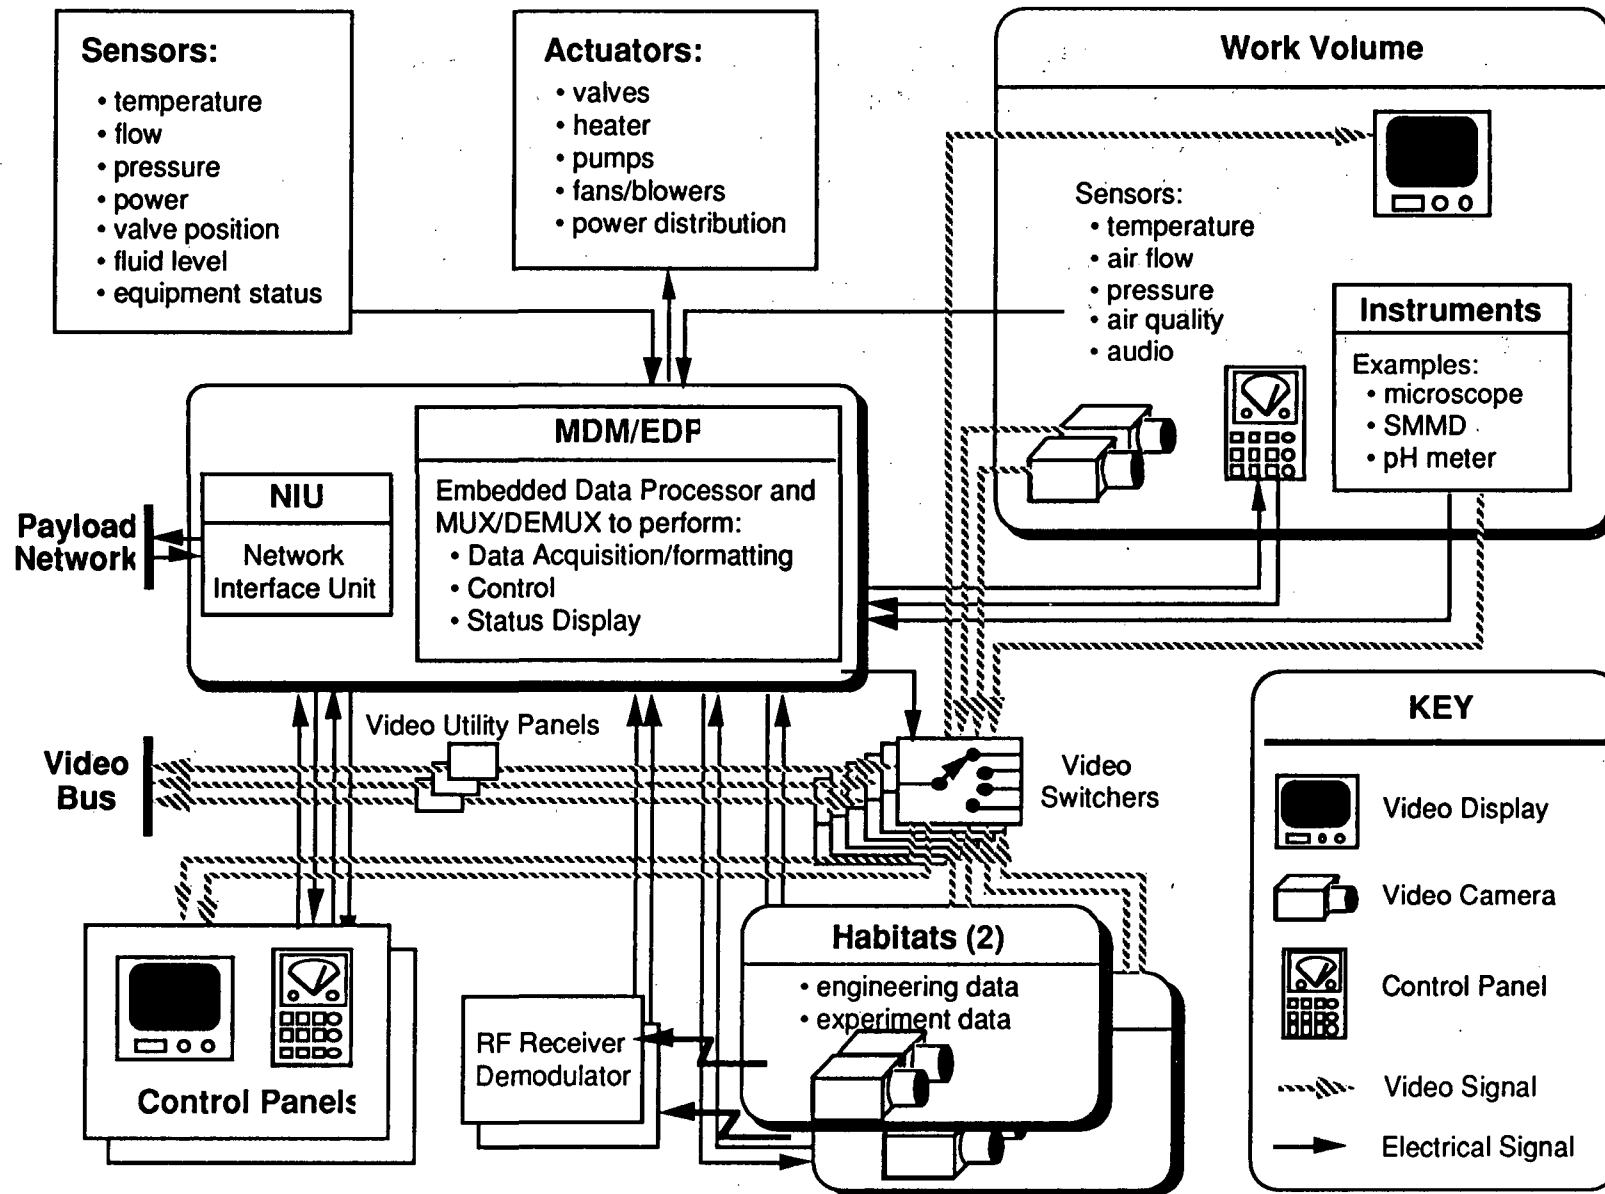 Sensors:
• temperature
• flow
• pressure
• power
• valve position
• fluid level
• equipment status
Actuators:
• valves
• heater
• pumps
• fans/blowers
• power distribution
Work Volume
Sensors:
• temperature
• air flow
• pressure
• air quality
• audio
Instruments
Examples:
• microscope
• SMMD
• pH meter
MDM/EDP
Embedded Data Processor and
MUX/DEMUX to perform:
• Data Acquisition/formatting
• Control
• Status Display
NIU
Network
Interface Unit
Payload
Network
Video Utility Panels
Video
Bus
Video
Switchers
Habitats (2)
• engineering data
• experiment data
RF Receiver
Demodulator
Control Panels
KEY
Video Display
Video Camera
Control Panel
Video Signal
Electrical Signal